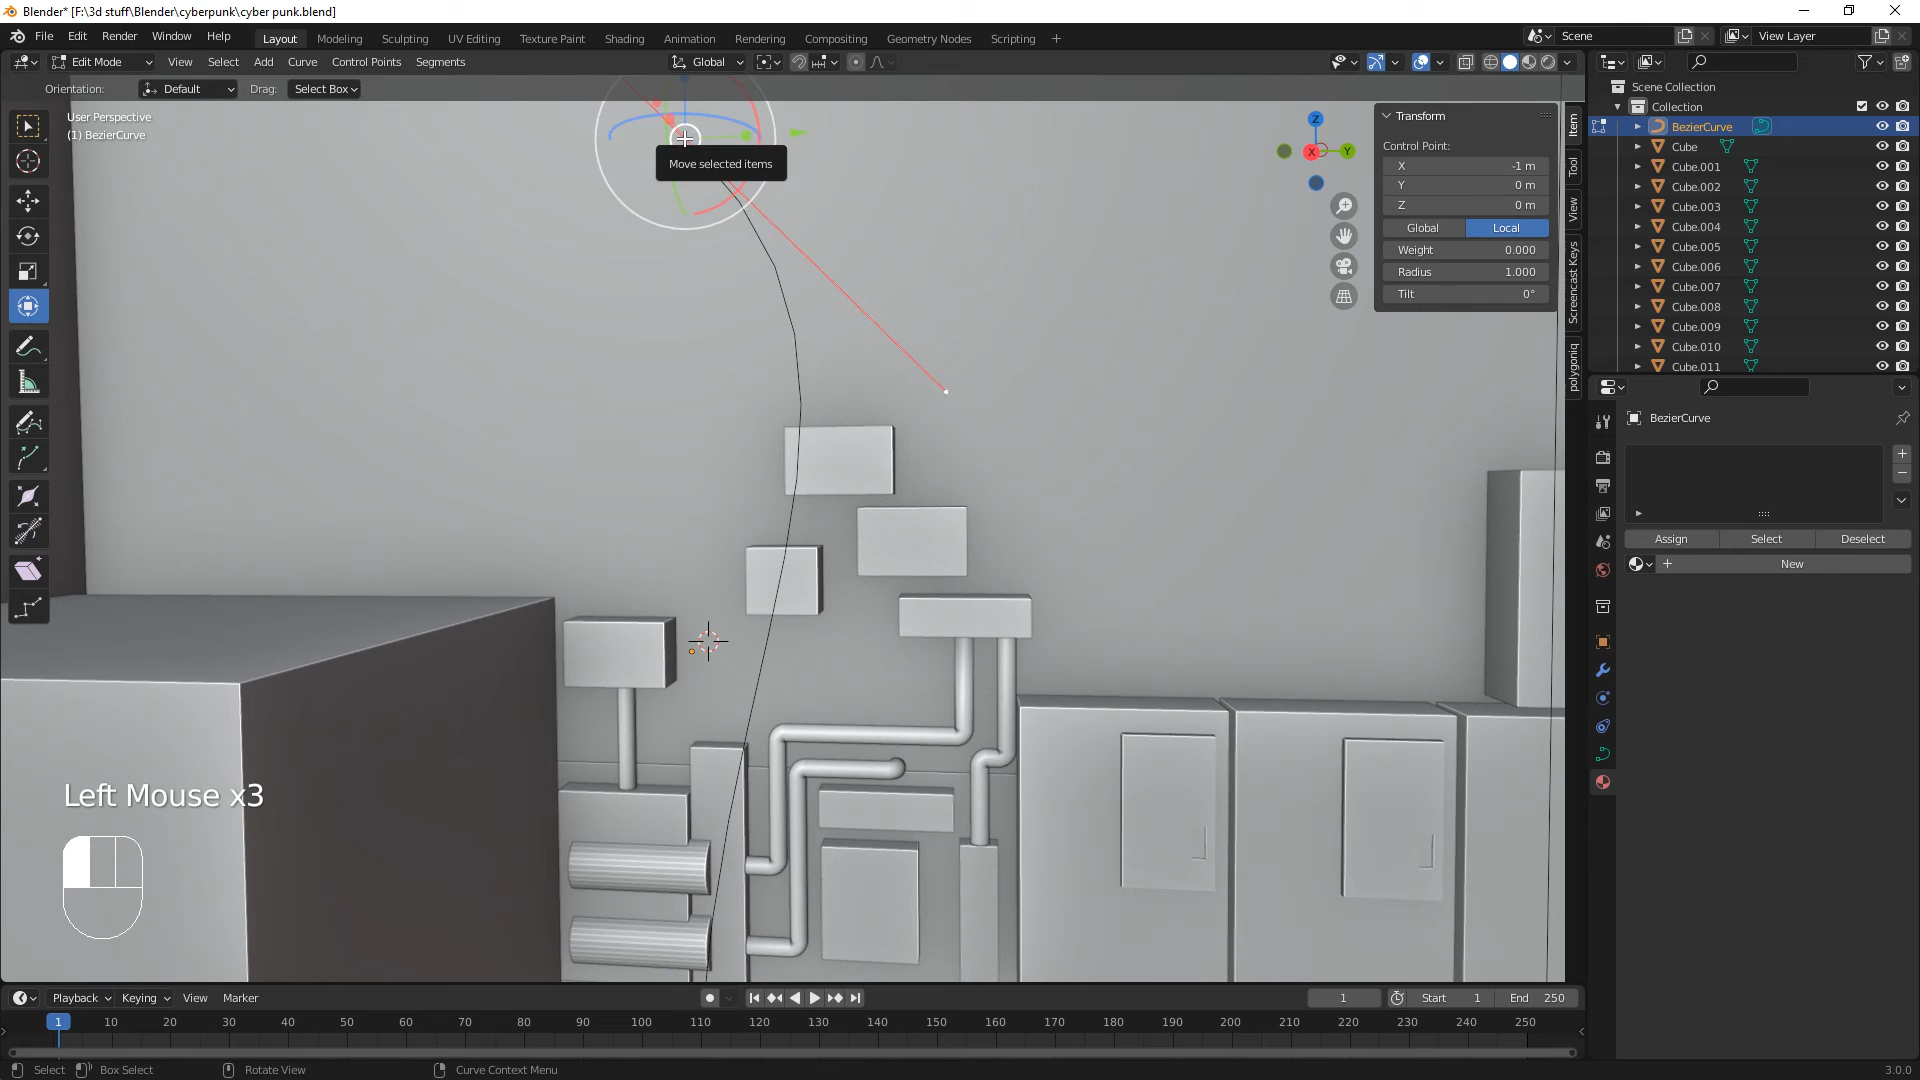 Blender* [F:\3d stuff\Blender\cyberpunk\cyber punk.blend]
File Edit Render Window Help Layout Modeling Sculpting UV Editing Texture Paint Shading Animation Rendering Compositing Geometry Nodes Scripting + Scene View Layer
Edit Mode View Select Add Curve Control Points Segments Global
Orientation: Default Drag: Select Box
User Perspective
(1) BezierCurve
Move selected items
Z
X
Y
Transform
Control Point:
X -1 m
Y 0 m
Z 0 m
Global Local
Weight 0.000
Radius 1.000
Tilt 0°
Item
Tool
View
Screencast Keys
polygoniq
Scene Collection
Collection
BezierCurve
Cube
Cube.001
Cube.002
Cube.003
Cube.004
Cube.005
Cube.006
Cube.007
Cube.008
Cube.009
Cube.010
Cube.011
BezierCurve
Assign Select Deselect
New
Left Mouse x3
Playback Keying View Marker 1 Start 1 End 250
1 10 20 30 40 50 60 70 80 90 100 110 120 130 140 150 160 170 180 190 200 210 220 230 240 250
Select Box Select Rotate View Curve Context Menu 3.0.0